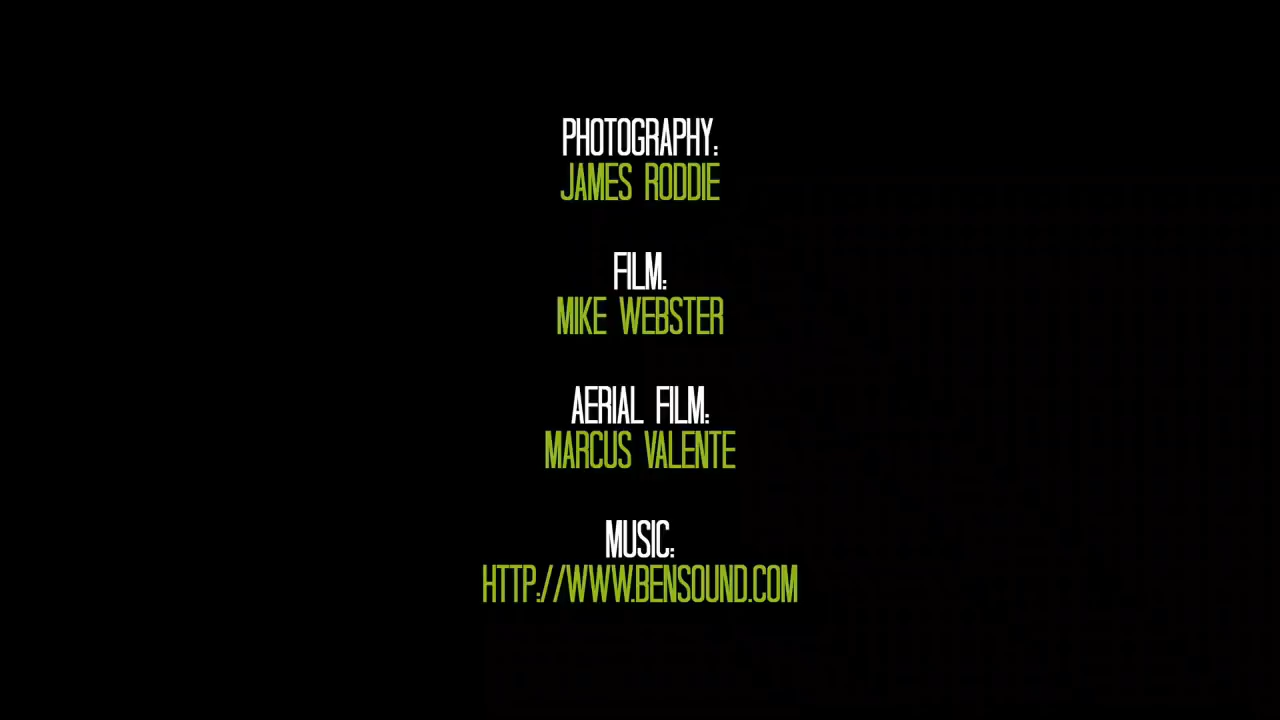 PHOTOGRAPHY:
JAMES RODDIE
FILM:
MIKE WEBSTER
AERIAL FILM:
MARCUS VALENTE
MUSIC:
HTTP://WWW.BENSOUND.COM